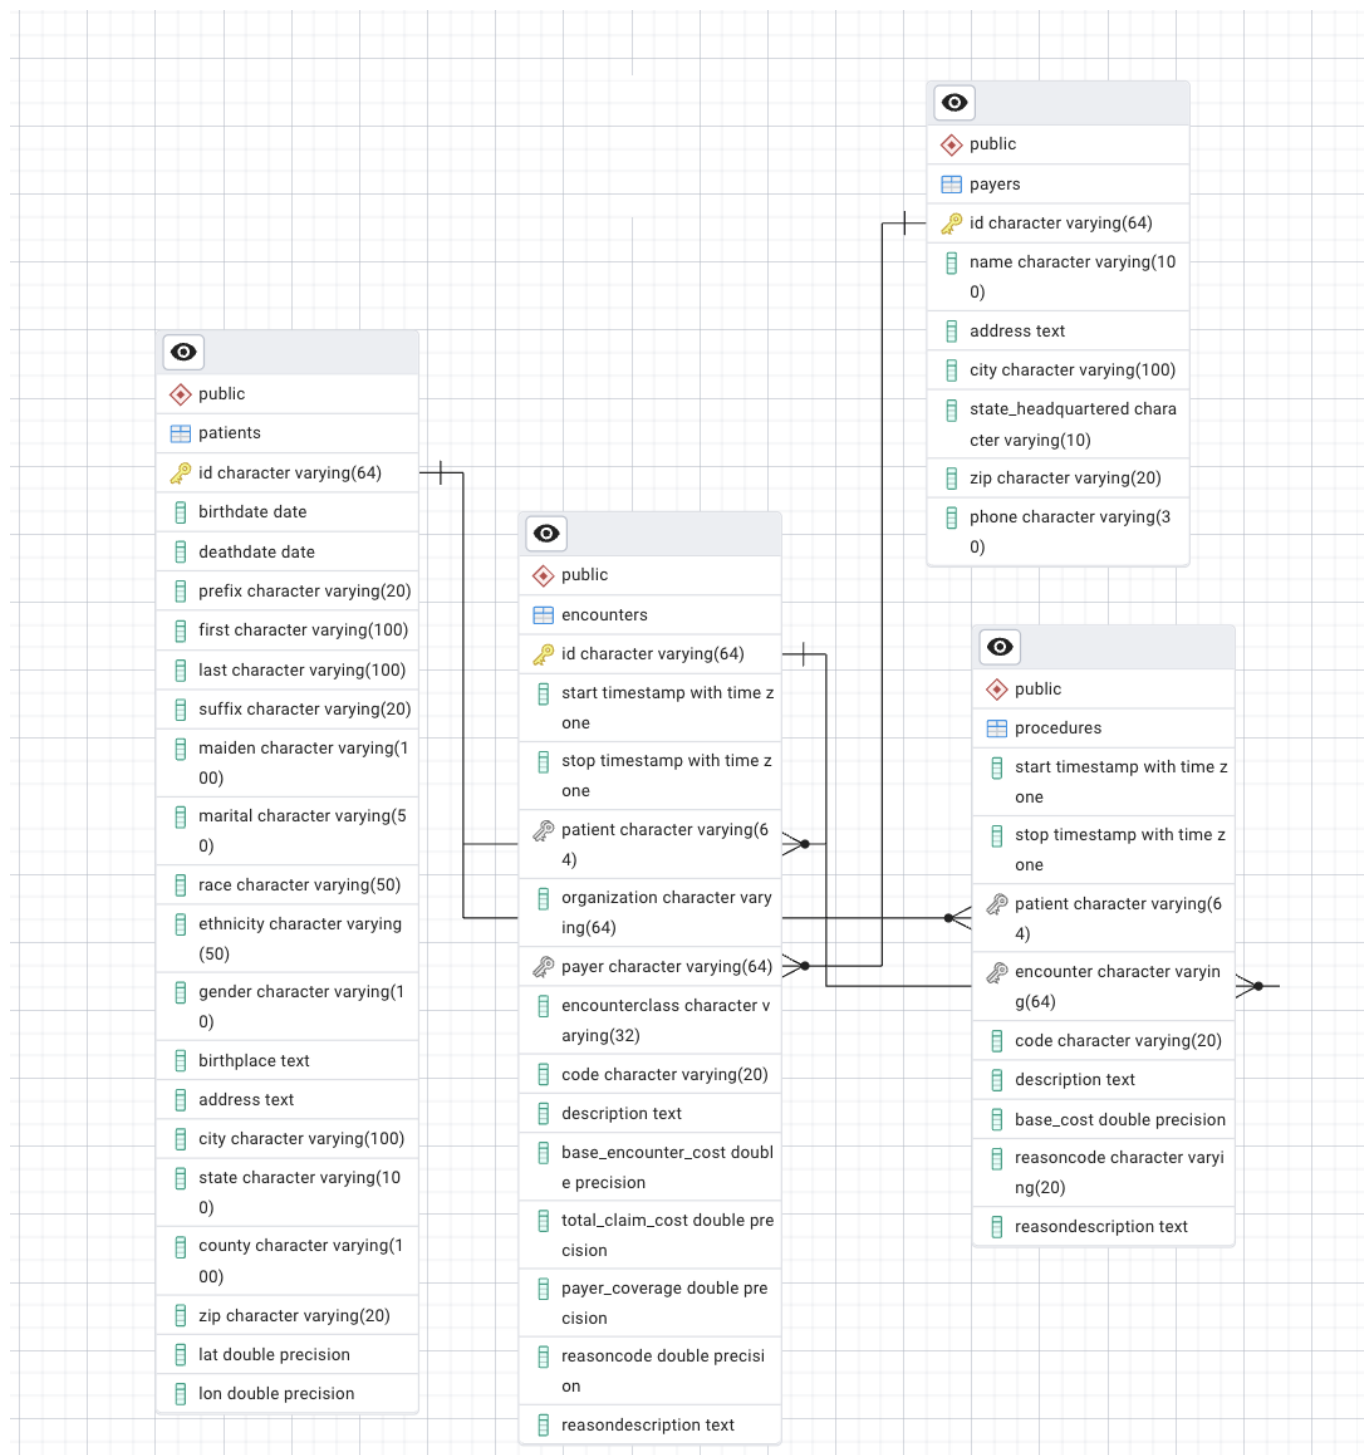 public
patients
id character varying(64)
birthdate date
deathdate date
prefix character varying(20)
first character varying(100)
last character varying(100)
suffix character varying(20)
maiden character varying(1
00)
marital character varying(5
0)
race character varying(50)
ethnicity character varying
(50)
gender character varying(1
0)
birthplace text
address text
city character varying(100)
state character varying(10
0)
county character varying(1
00)
zip character varying(20)
lat double precision
lon double precision
public
encounters
id character varying(64)
start timestamp with time z
one
stop timestamp with time z
one
patient character varying(6
4)
organization character vary
ing(64)
payer character varying(64)
encounterclass character v
arying(32)
code character varying(20)
description text
base_encounter_cost doubl
e precision
total_claim_cost double pre
cision
payer_coverage double pre
cision
reasoncode double precisi
on
reasondescription text
public
payers
id character varying(64)
name character varying(10
0)
address text
city character varying(100)
state_headquartered chara
cter varying(10)
zip character varying(20)
phone character varying(3
0)
public
procedures
start timestamp with time z
one
stop timestamp with time z
one
patient character varying(6
4)
encounter character varyin
g(64)
code character varying(20)
description text
base_cost double precision
reasoncode character varyi
ng(20)
reasondescription text